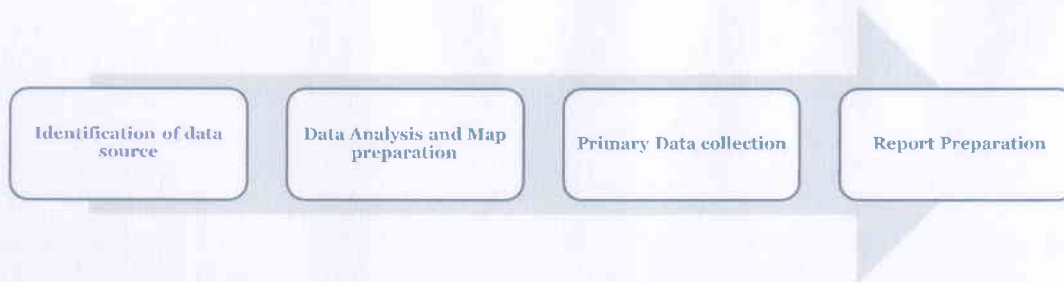 Identification of data
source
Data Analysis and Map
preparation
Primary Data collection
Report Preparation